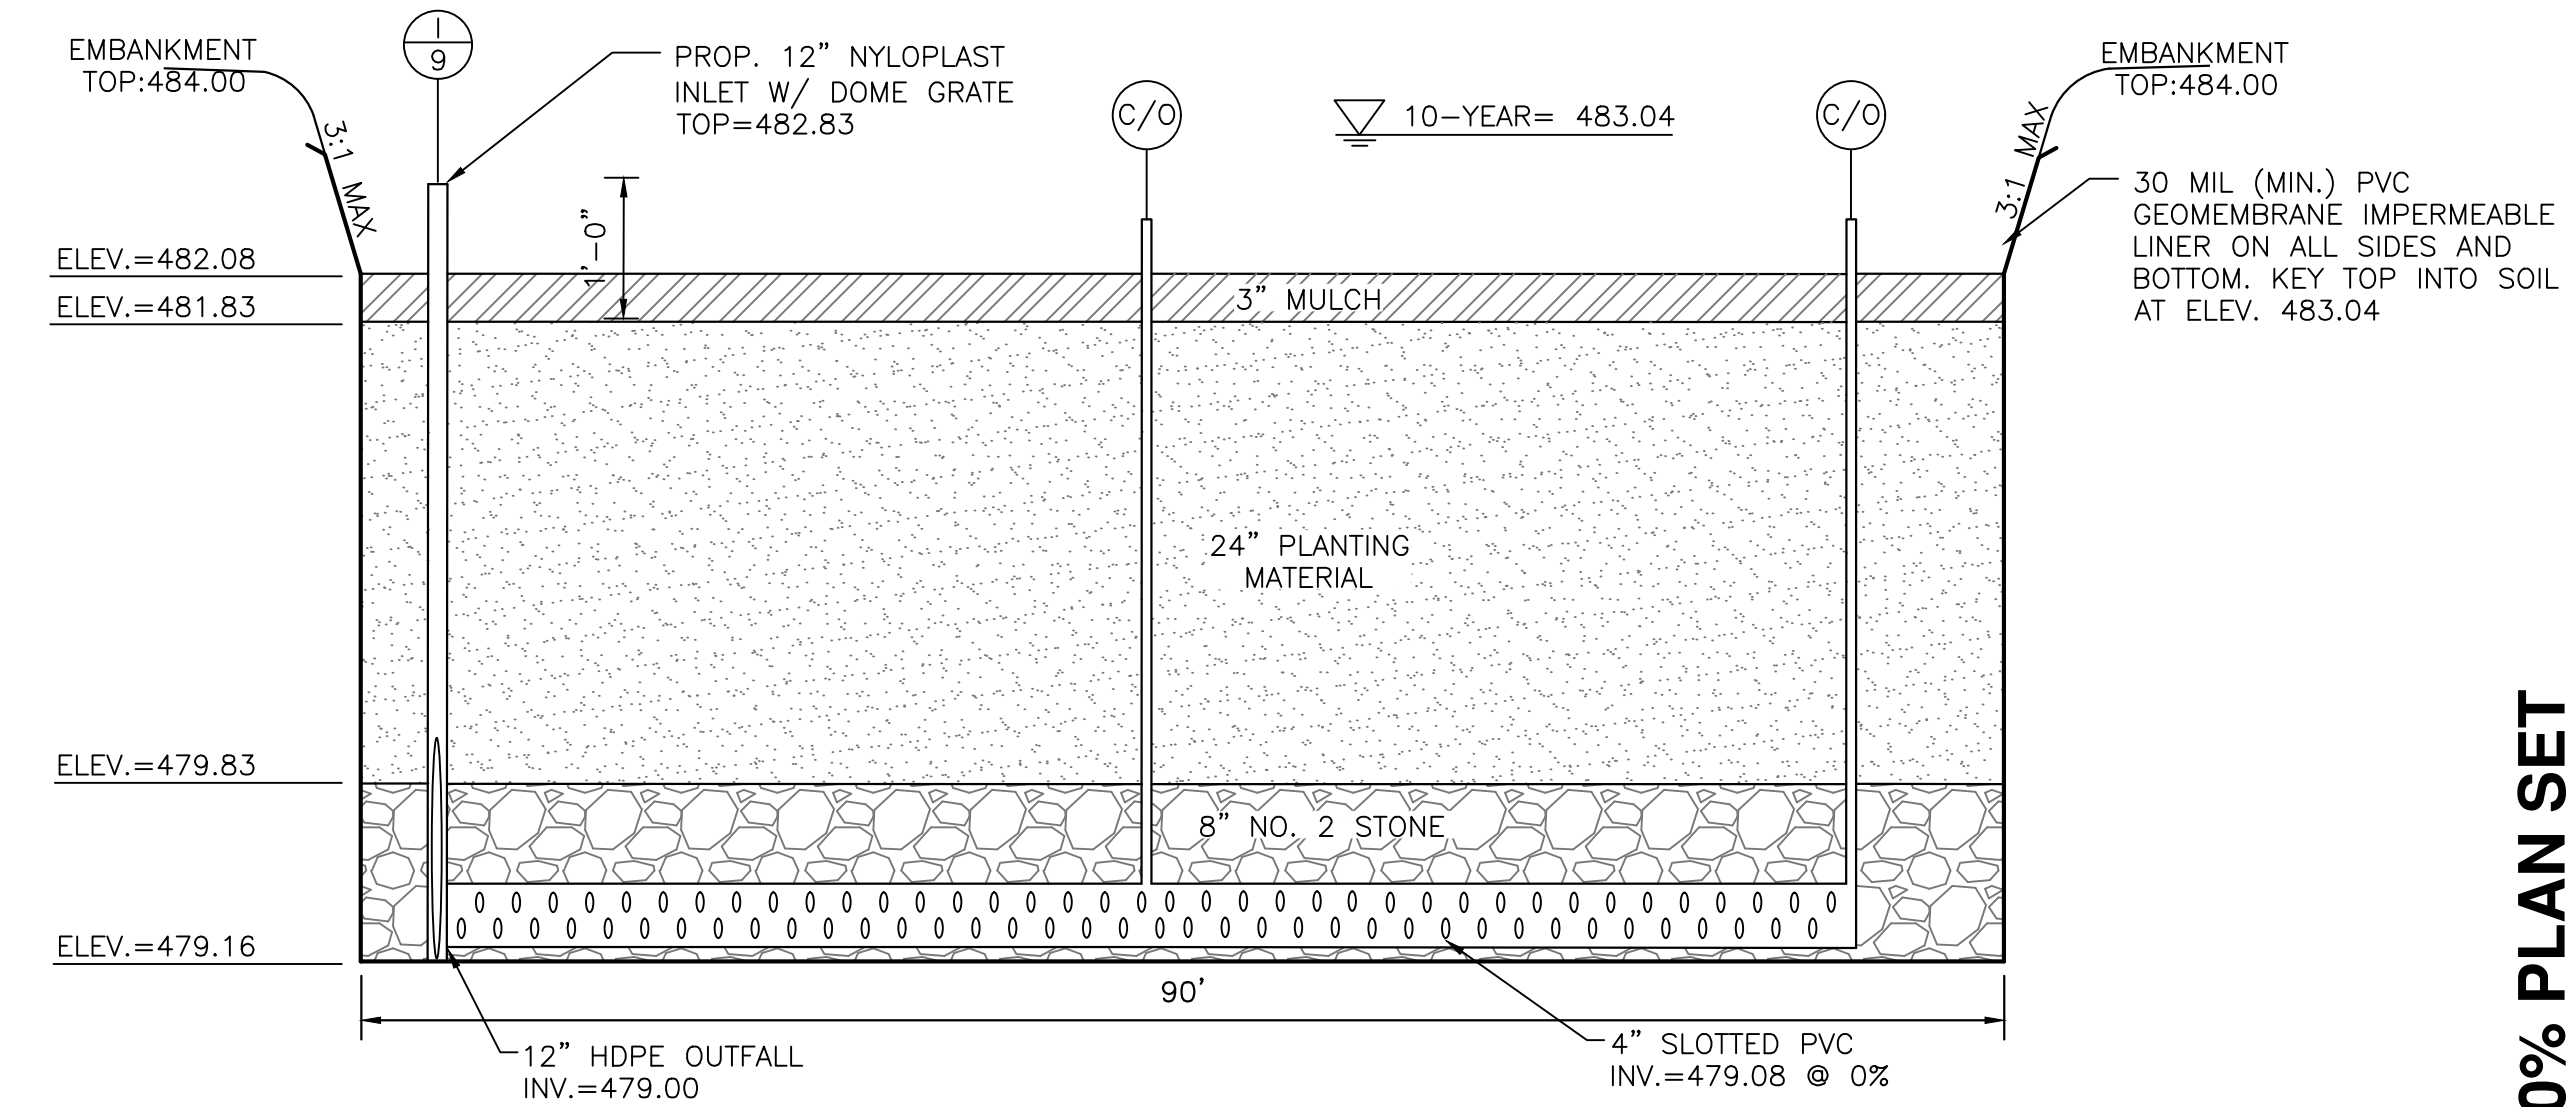 EMBANKMENT
TOP:484.00
3:1 MAX
I
9
PROP. 12” NYLOPLAST
INLET W/ DOME GRATE
TOP=482.83
1’-0”
C/O
10-YEAR= 483.04
C/O
EMBANKMENT
TOP:484.00
3:1 MAX
30 MIL (MIN.) PVC
GEOMEMBRANE IMPERMEABLE
LINER ON ALL SIDES AND
BOTTOM. KEY TOP INTO SOIL
AT ELEV. 483.04
ELEV.=482.08
ELEV.=481.83
3” MULCH
24” PLANTING
MATERIAL
ELEV.=479.83
8” NO. 2 STONE
ELEV.=479.16
90’
12” HDPE OUTFALL
INV.=479.00
4” SLOTTED PVC
INV.=479.08 @ 0%
0% PLAN SET